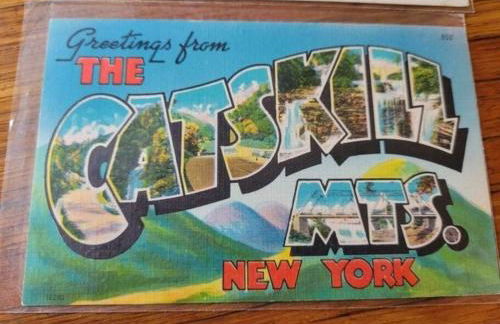 Greetings from
THE
CATSKILL
MTS.
NEW YORK